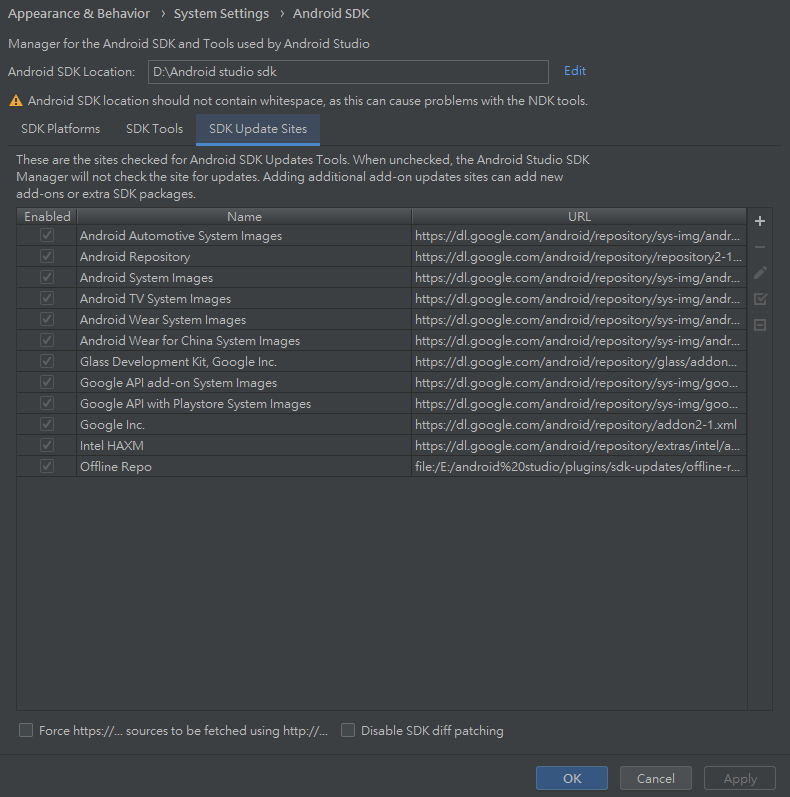 Appearance & Behavior › System Settings › Android SDK
Manager for the Android SDK and Tools used by Android Studio
Android SDK Location: D:\Android studio sdk Edit
Android SDK location should not contain whitespace, as this can cause problems with the NDK tools.
SDK Platforms SDK Tools SDK Update Sites
These are the sites checked for Android SDK Updates Tools. When unchecked, the Android Studio SDK
Manager will not check the site for updates. Adding additional add-on updates sites can add new
add-ons or extra SDK packages.
Enabled Name URL
Android Automotive System Images https://dl.google.com/android/repository/sys-img/andr...
Android Repository https://dl.google.com/android/repository/repository2-1...
Android System Images https://dl.google.com/android/repository/sys-img/andr...
Android TV System Images https://dl.google.com/android/repository/sys-img/andr...
Android Wear System Images https://dl.google.com/android/repository/sys-img/andr...
Android Wear for China System Images https://dl.google.com/android/repository/sys-img/andr...
Glass Development Kit, Google Inc. https://dl.google.com/android/repository/glass/addon...
Google API add-on System Images https://dl.google.com/android/repository/sys-img/goo...
Google API with Playstore System Images https://dl.google.com/android/repository/sys-img/goo...
Google Inc. https://dl.google.com/android/repository/addon2-1.xml
Intel HAXM https://dl.google.com/android/repository/extras/intel/a...
Offline Repo file:/E:/android%20studio/plugins/sdk-updates/offline-r...
Force https://... sources to be fetched using http://... Disable SDK diff patching
OK Cancel Apply